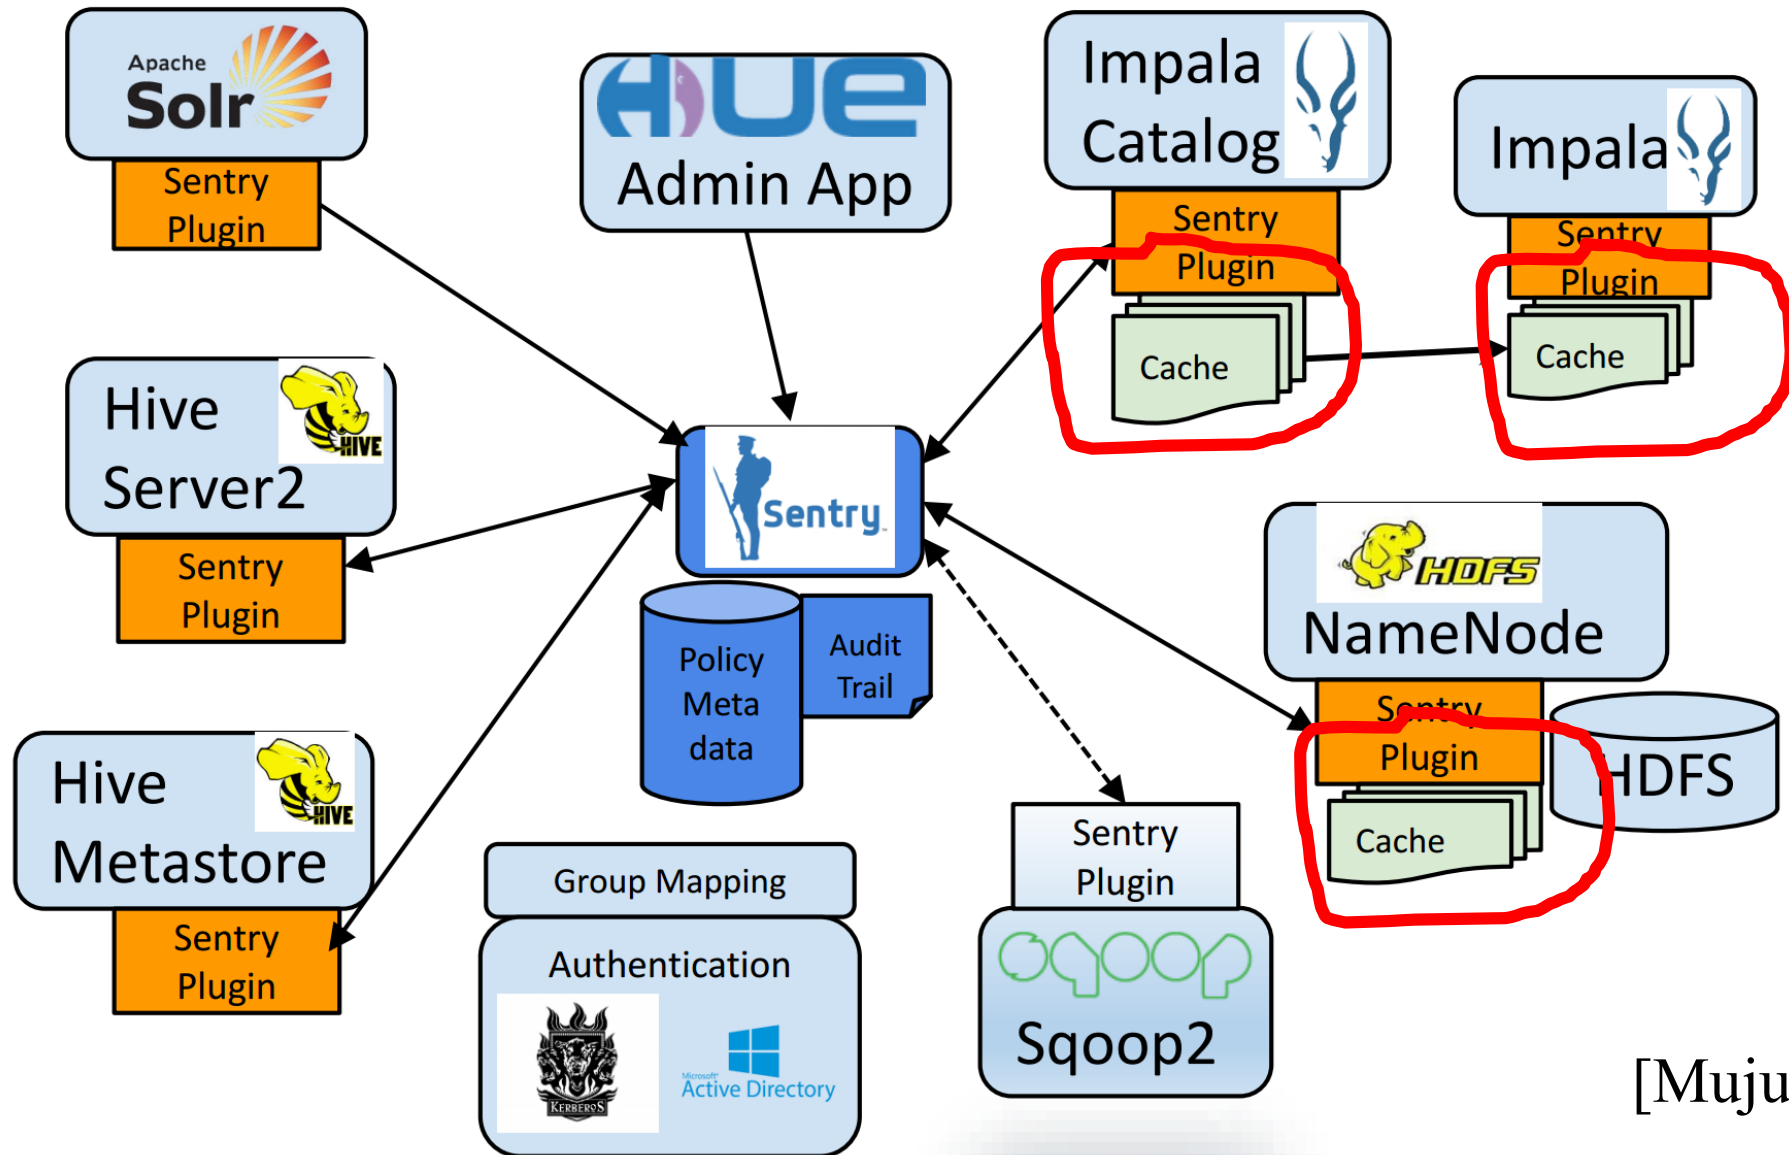 Apache
Solr
Sentry
Plugin
HUE
Admin App
Impala
Catalog
Sentry
Plugin
Cache
Impala
Sentry
Plugin
Cache
Hive
Server2
HIVE
Sentry
Plugin
Sentry
Policy
Meta
data
Audit
Trail
HDFS
NameNode
Sentry
Plugin
Cache
HDFS
Hive
Metastore
HIVE
Sentry
Plugin
Group Mapping
Authentication
KERBEROS
Microsoft
Active Directory
Sentry
Plugin
sqoop
Sqoop2
[Muju